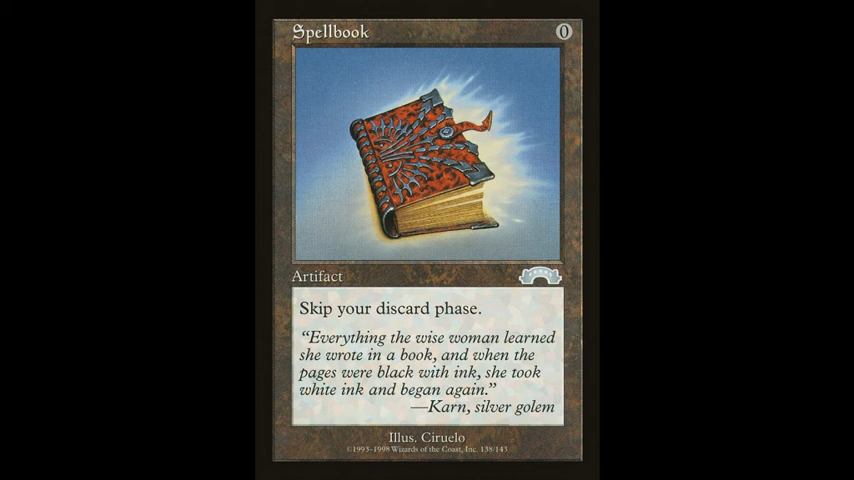 Spellbook
0
Artifact
Skip your discard phase.
“Everything the wise woman learned
she wrote in a book, and when the
pages were black with ink, she took
white ink and began again.”
—Karn, silver golem
Illus. Ciruelo
©1993–1998 Wizards of the Coast, Inc. 138/143